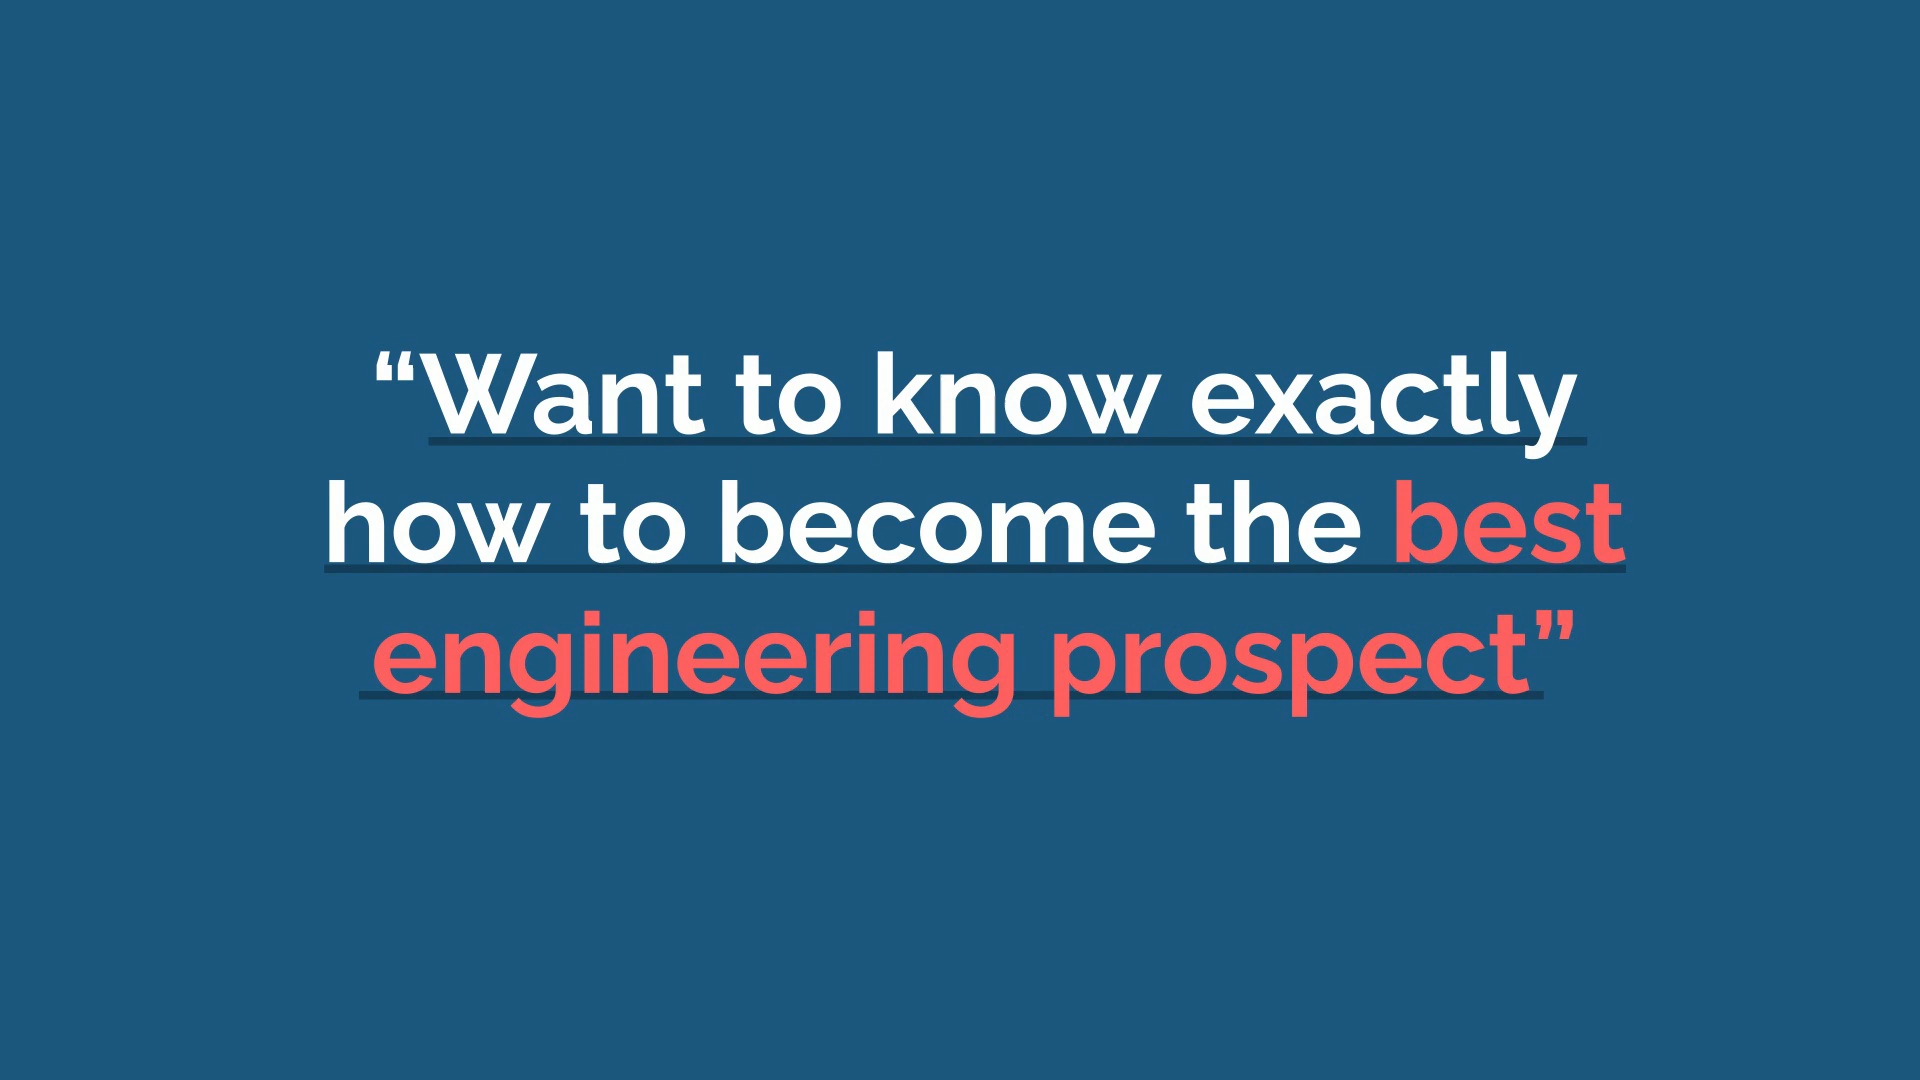 “Want to know exactly
how to become the best
engineering prospect”